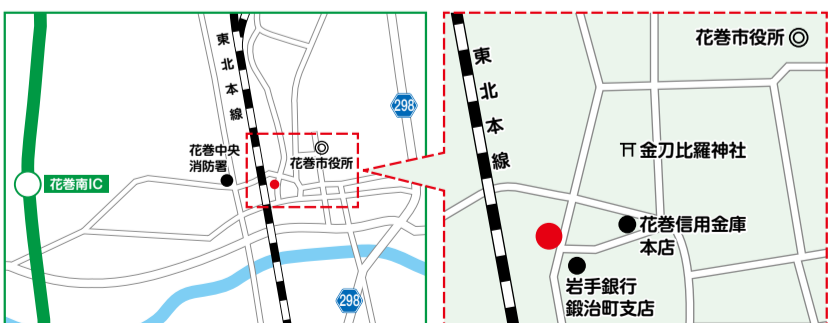 東北本線
298
花巻中央
消防署
花巻市役所
花巻南IC
298
花巻市役所
東北本線
金刀比羅神社
花巻信用金庫
本店
岩手銀行
鍛治町支店